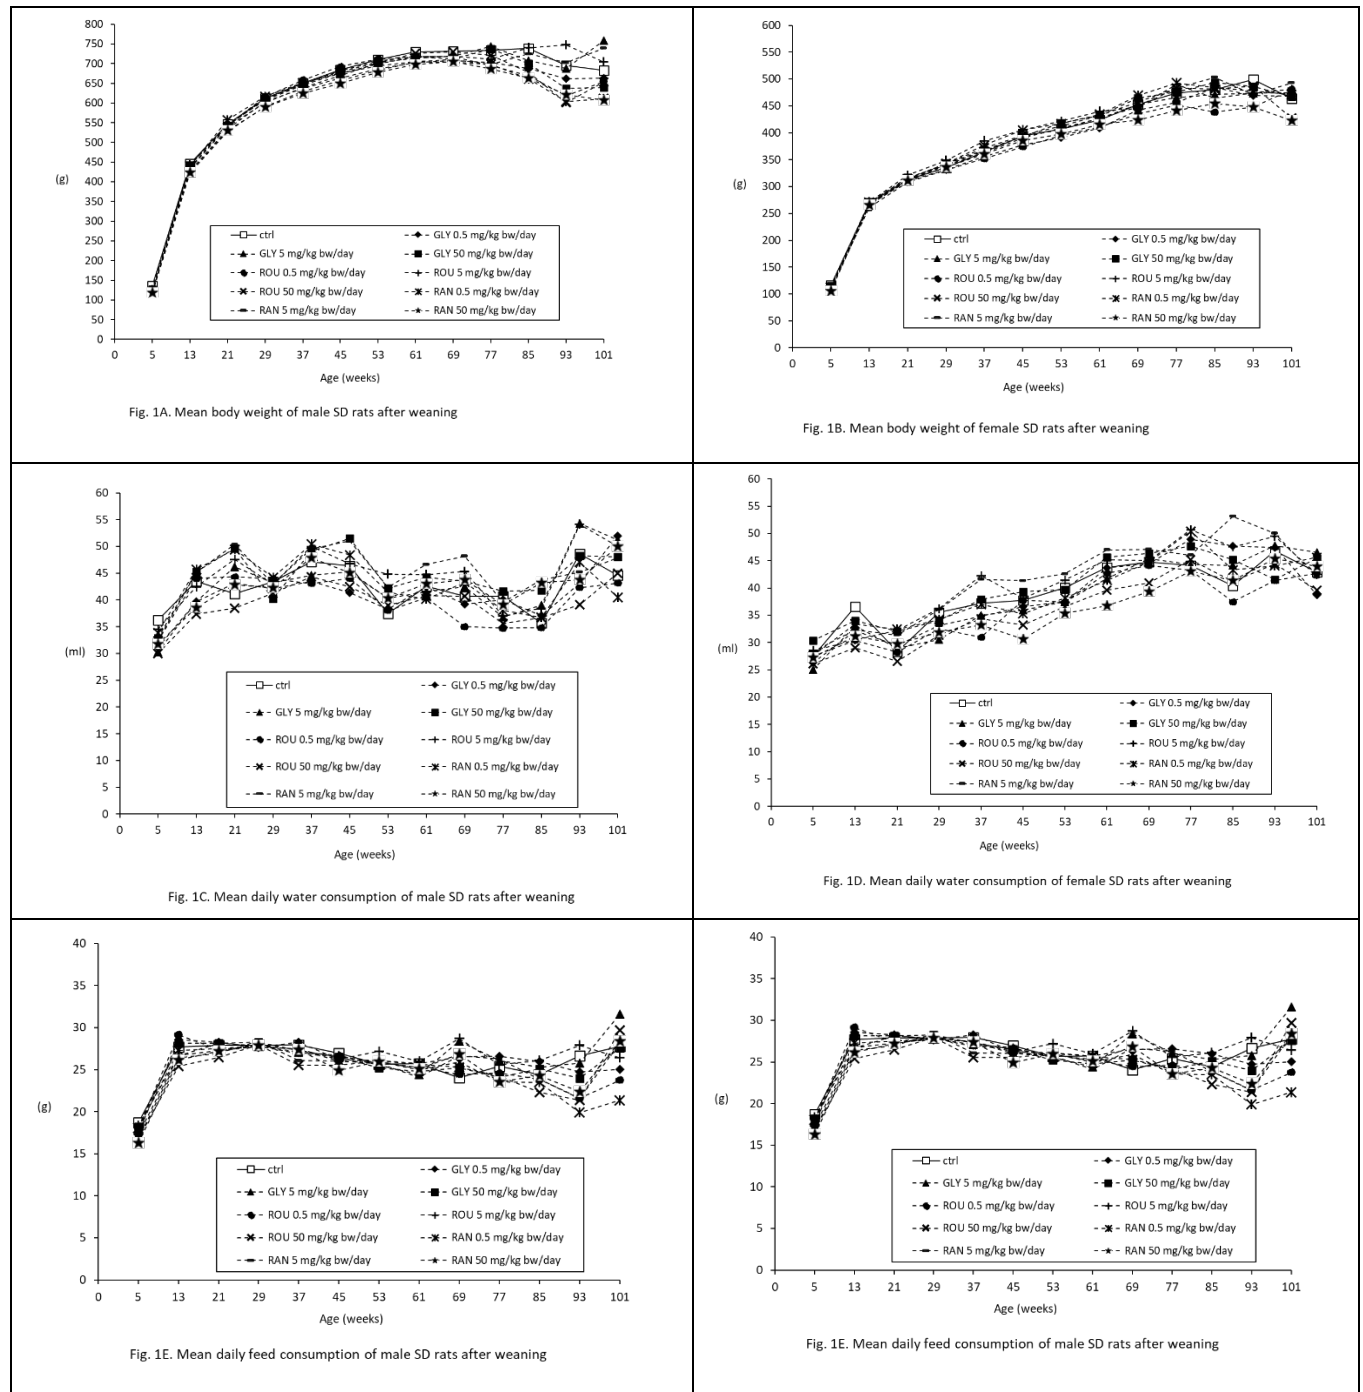 800
750
700
650
600
550
500
450
400
350
300
250
200
150
100
50
0
(g)
ctrl
GLY 0.5 mg/kg bw/day
GLY 5 mg/kg bw/day
GLY 50 mg/kg bw/day
ROU 0.5 mg/kg bw/day
ROU 5 mg/kg bw/day
ROU 50 mg/kg bw/day
RAN 0.5 mg/kg bw/day
RAN 5 mg/kg bw/day
RAN 50 mg/kg bw/day
0 5 13 21 29 37 45 53 61 69 77 85 93 101
Age (weeks)
Fig. 1A. Mean body weight of male SD rats after weaning
600
550
500
450
400
350
300
250
200
150
100
50
0
(g)
ctrl
GLY 0.5 mg/kg bw/day
GLY 5 mg/kg bw/day
GLY 50 mg/kg bw/day
ROU 0.5 mg/kg bw/day
ROU 5 mg/kg bw/day
ROU 50 mg/kg bw/day
RAN 0.5 mg/kg bw/day
RAN 5 mg/kg bw/day
RAN 50 mg/kg bw/day
0 5 13 21 29 37 45 53 61 69 77 85 93 101
Age (weeks)
Fig. 1B. Mean body weight of female SD rats after weaning
60
55
50
45
40
35
30
25
20
15
10
5
0
(ml)
ctrl
GLY 0.5 mg/kg bw/day
GLY 5 mg/kg bw/day
GLY 50 mg/kg bw/day
ROU 0.5 mg/kg bw/day
ROU 5 mg/kg bw/day
ROU 50 mg/kg bw/day
RAN 0.5 mg/kg bw/day
RAN 5 mg/kg bw/day
RAN 50 mg/kg bw/day
0 5 13 21 29 37 45 53 61 69 77 85 93 101
Age (weeks)
Fig. 1C. Mean daily water consumption of male SD rats after weaning
60
55
50
45
40
35
30
25
20
15
10
5
0
(ml)
ctrl
GLY 0.5 mg/kg bw/day
GLY 5 mg/kg bw/day
GLY 50 mg/kg bw/day
ROU 0.5 mg/kg bw/day
ROU 5 mg/kg bw/day
ROU 50 mg/kg bw/day
RAN 0.5 mg/kg bw/day
RAN 5 mg/kg bw/day
RAN 50 mg/kg bw/day
0 5 13 21 29 37 45 53 61 69 77 85 93 101
Age (weeks)
Fig. 1D. Mean daily water consumption of female SD rats after weaning
40
35
30
25
20
15
10
5
0
(g)
ctrl
GLY 0.5 mg/kg bw/day
GLY 5 mg/kg bw/day
GLY 50 mg/kg bw/day
ROU 0.5 mg/kg bw/day
ROU 5 mg/kg bw/day
ROU 50 mg/kg bw/day
RAN 0.5 mg/kg bw/day
RAN 5 mg/kg bw/day
RAN 50 mg/kg bw/day
0 5 13 21 29 37 45 53 61 69 77 85 93 101
Age (weeks)
Fig. 1E. Mean daily feed consumption of male SD rats after weaning
40
35
30
25
20
15
10
5
0
(g)
ctrl
GLY 0.5 mg/kg bw/day
GLY 5 mg/kg bw/day
GLY 50 mg/kg bw/day
ROU 0.5 mg/kg bw/day
ROU 5 mg/kg bw/day
ROU 50 mg/kg bw/day
RAN 0.5 mg/kg bw/day
RAN 5 mg/kg bw/day
RAN 50 mg/kg bw/day
0 5 13 21 29 37 45 53 61 69 77 85 93 101
Age (weeks)
Fig. 1E. Mean daily feed consumption of male SD rats after weaning